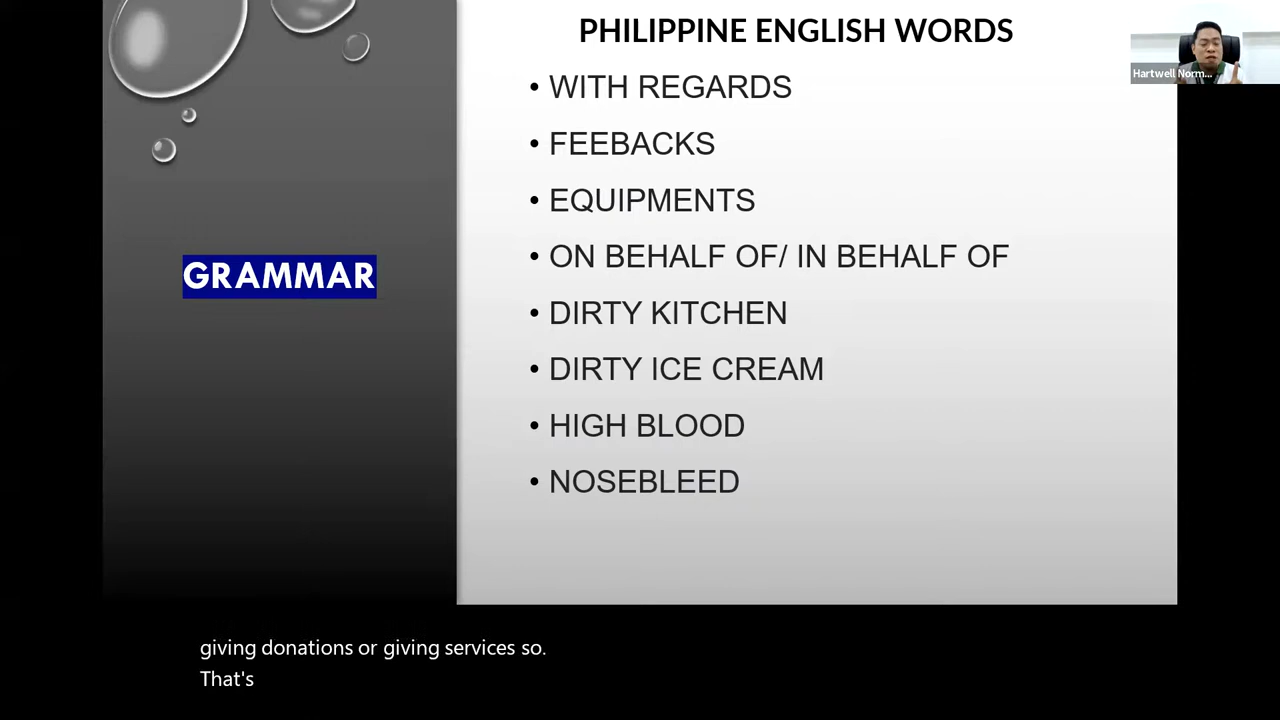 PHILIPPINE ENGLISH WORDS
Hartwell Norm...
• WITH REGARDS
• FEEBACKS
• EQUIPMENTS
• ON BEHALF OF/ IN BEHALF OF
• DIRTY KITCHEN
• DIRTY ICE CREAM
• HIGH BLOOD
• NOSEBLEED
GRAMMAR
giving donations or giving services so.
That's